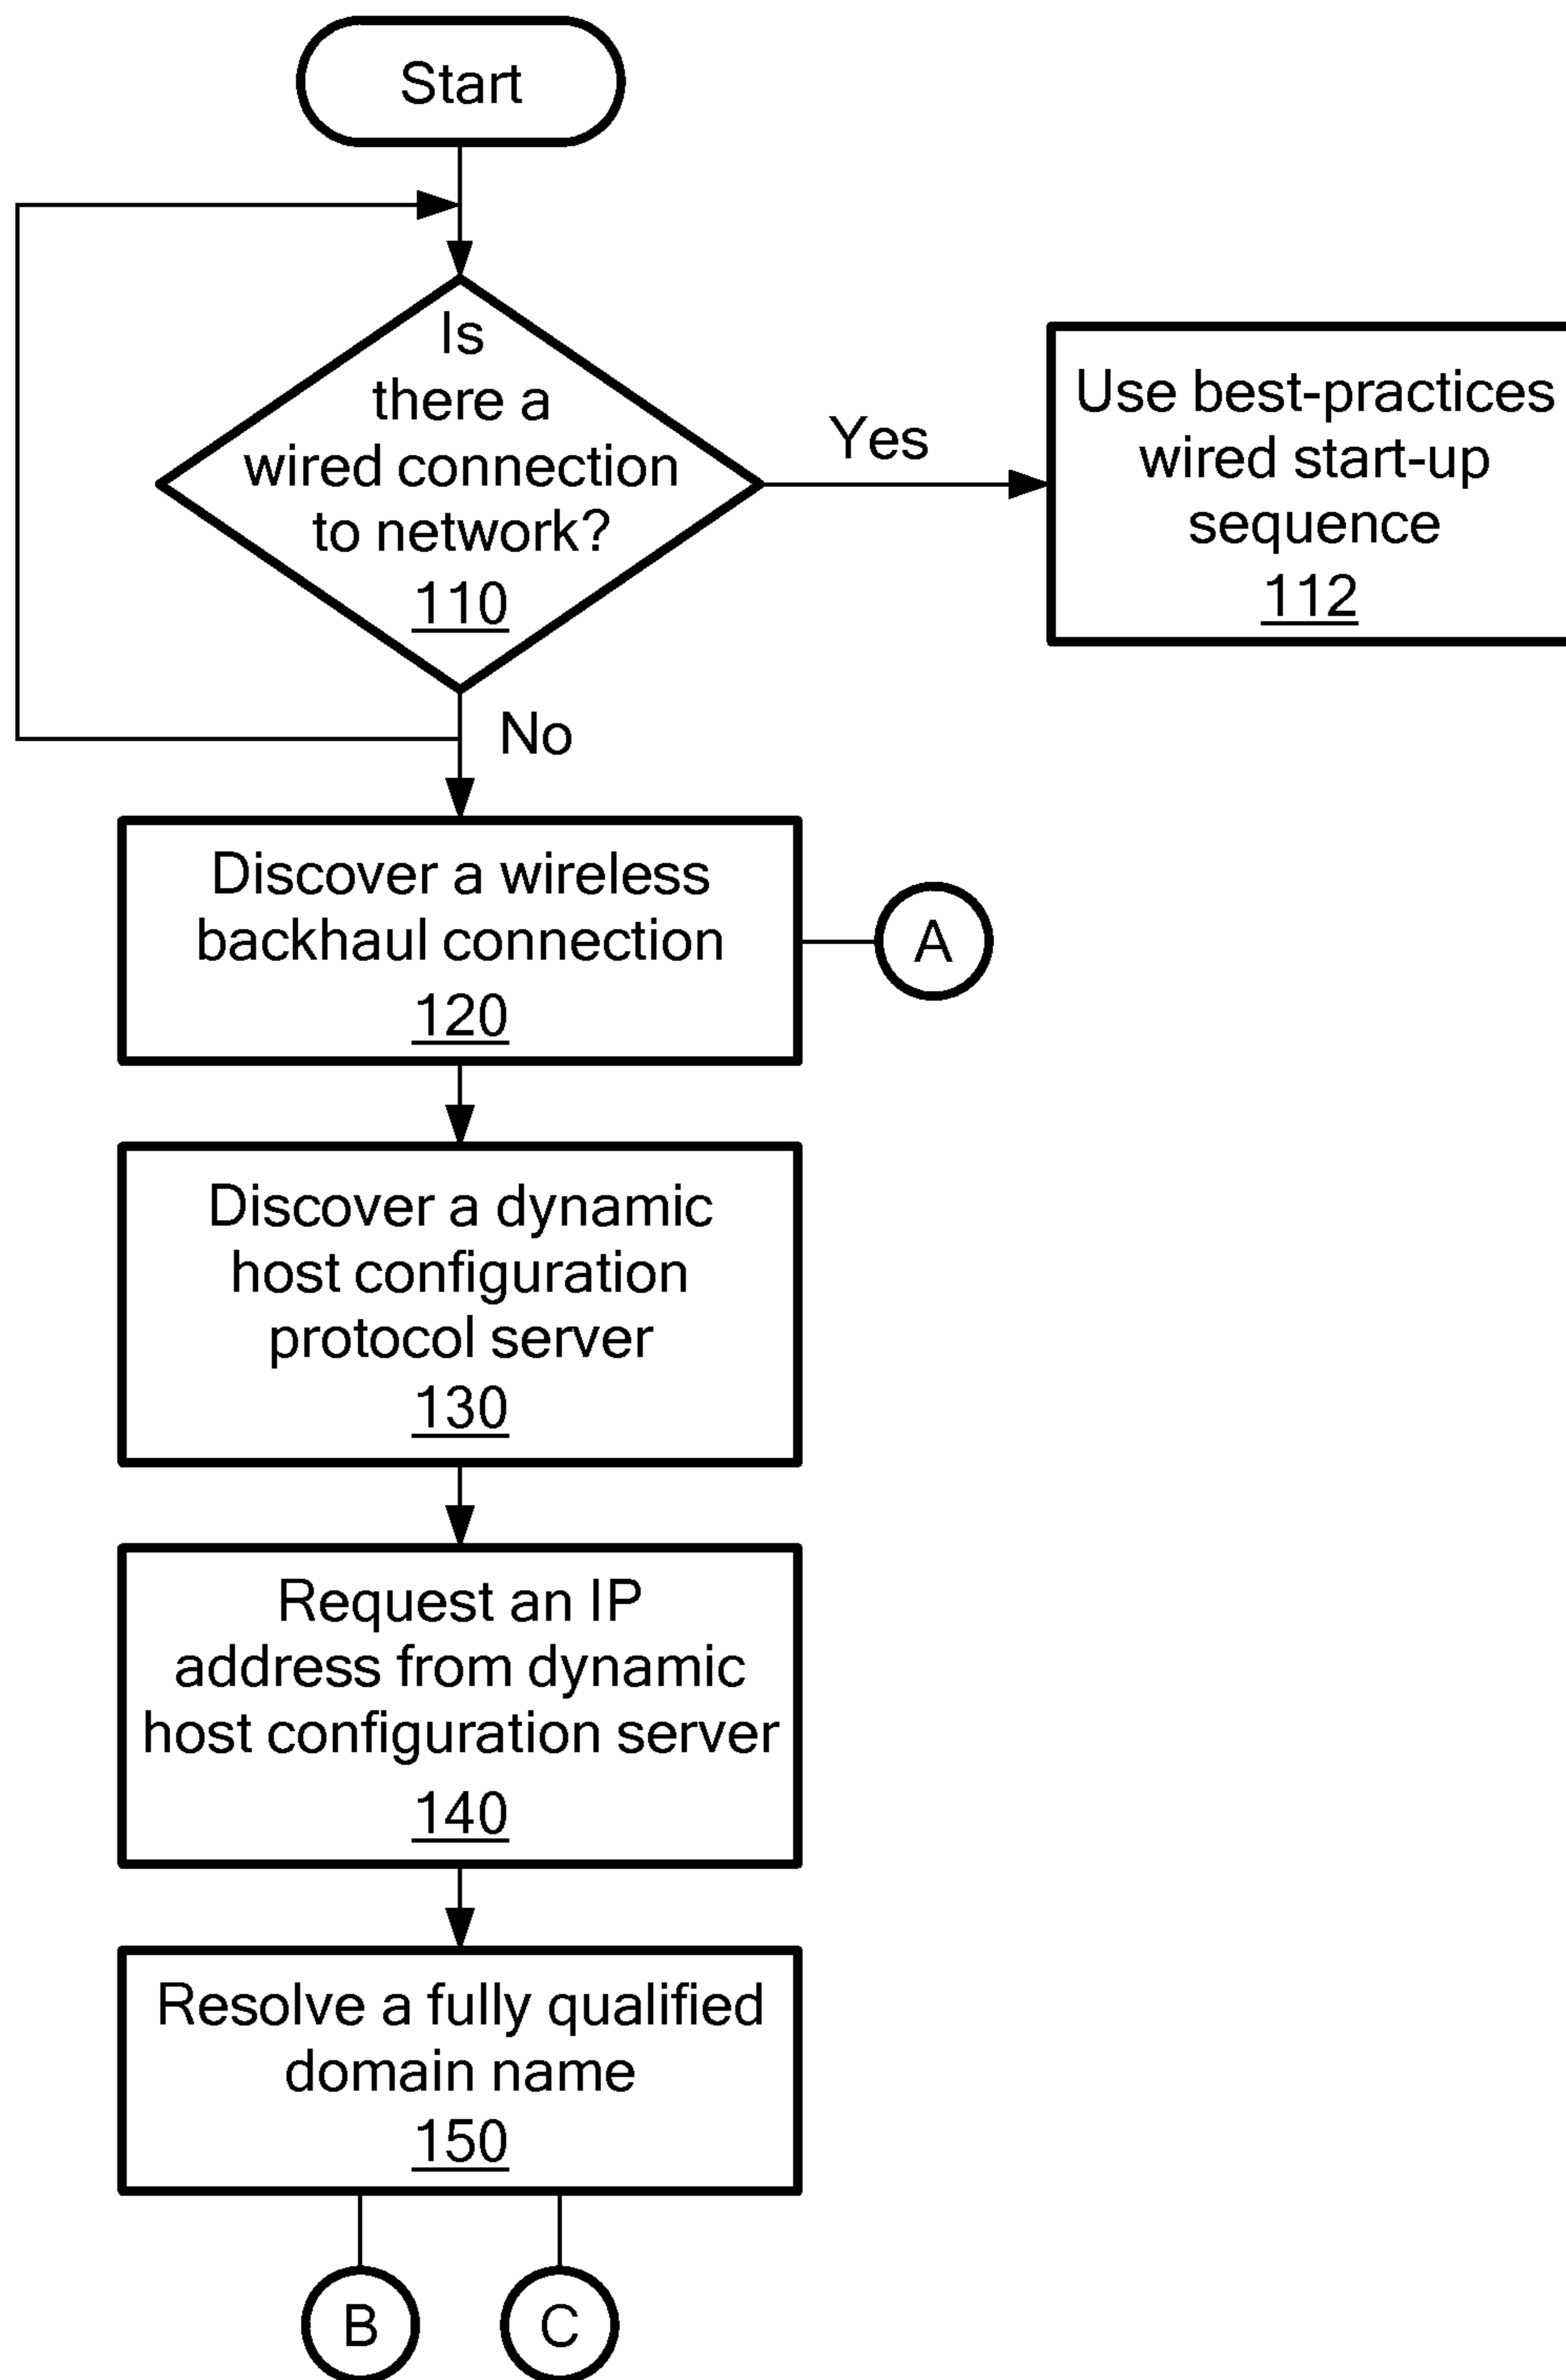 Start
Is
there a
wired connection
to network?
110
Yes
Use best-practices
wired start-up
sequence
112
No
Discover a wireless
backhaul connection
120
A
Discover a dynamic
host configuration
protocol server
130
Request an IP
address from dynamic
host configuration server
140
Resolve a fully qualified
domain name
150
B
C